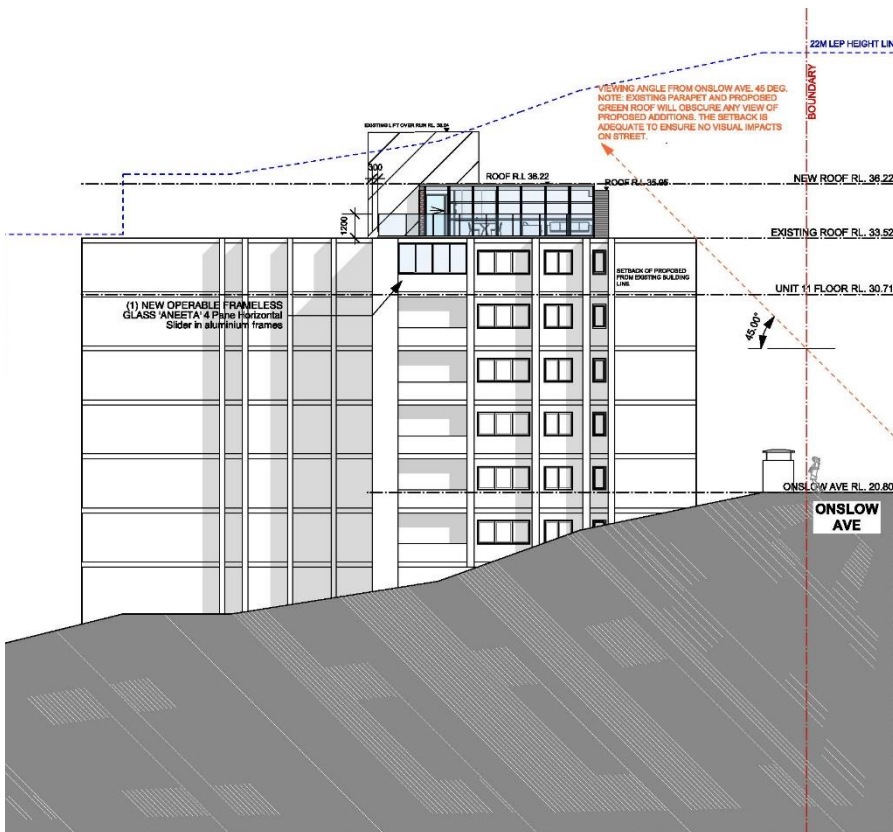 22M LEP HEIGHT LIN
BOUNDARY
VIEWING ANGLE FROM ONSLOW AVE. 45 DEG.
NOTE: EXISTING PARAPET AND PROPOSED
GREEN ROOF WILL OBSCURE ANY VIEW OF
PROPOSED ADDITIONS. THE SETBACK IS
ADEQUATE TO ENSURE NO VISUAL IMPACTS
ON STREET.
EXISTING LIFT OVER RUN RL.
ROOF R.L 36.22
ROOF R.L 35.95
NEW ROOF RL. 36.22
1200
EXISTING ROOF RL. 33.52
SETBACK OF PROPOSED
FROM EXISTING BUILDING
LINE.
UNIT 11 FLOOR RL. 30.71
(1) NEW OPERABLE FRAMELESS
GLASS 'ANEETA' 4 Pane Horizontal
Slider in aluminium frames
45.00°
ONSLOW AVE RL. 20.80
ONSLOW
AVE